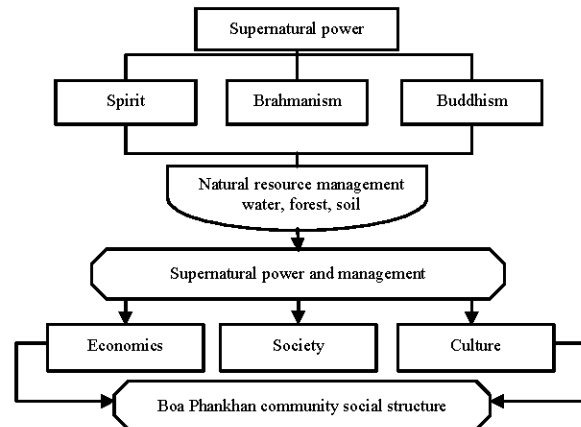 Supernatural power
Spirit
Brahmanism
Buddhism
Natural resource management
water, forest, soil
Supernatural power and management
Economics
Society
Culture
Boa Phankhan community social structure